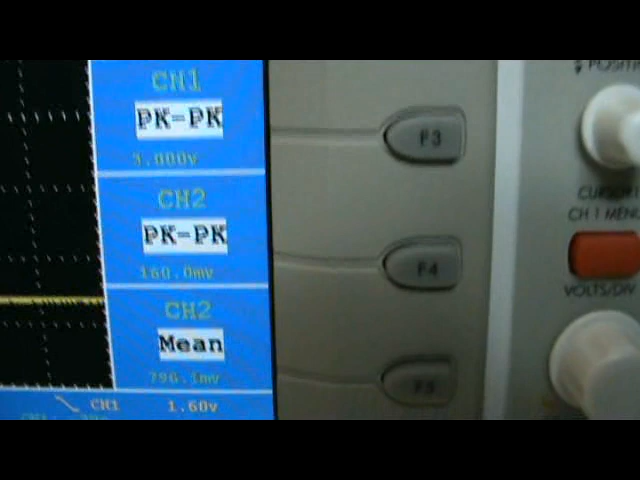 CH1
PK-PK
3.000v
F3
CH2
PK-PK
160.0mv
F4
CH2
Mean
796.1mv
F5
CH1 1.60v
CH 1 MENU
VOLTS/DIV